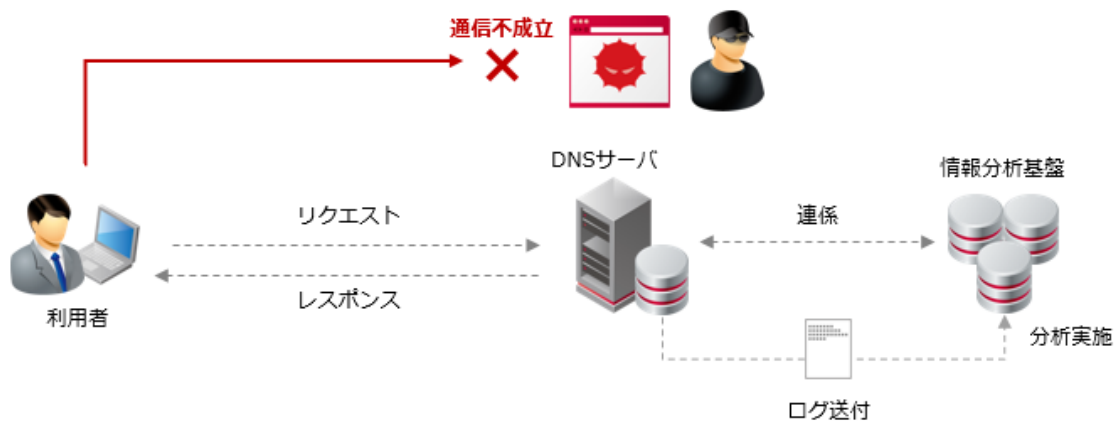 通信不成立
DNSサーバ
情報分析基盤
リクエスト
連係
レスポンス
利用者
分析実施
ログ送付